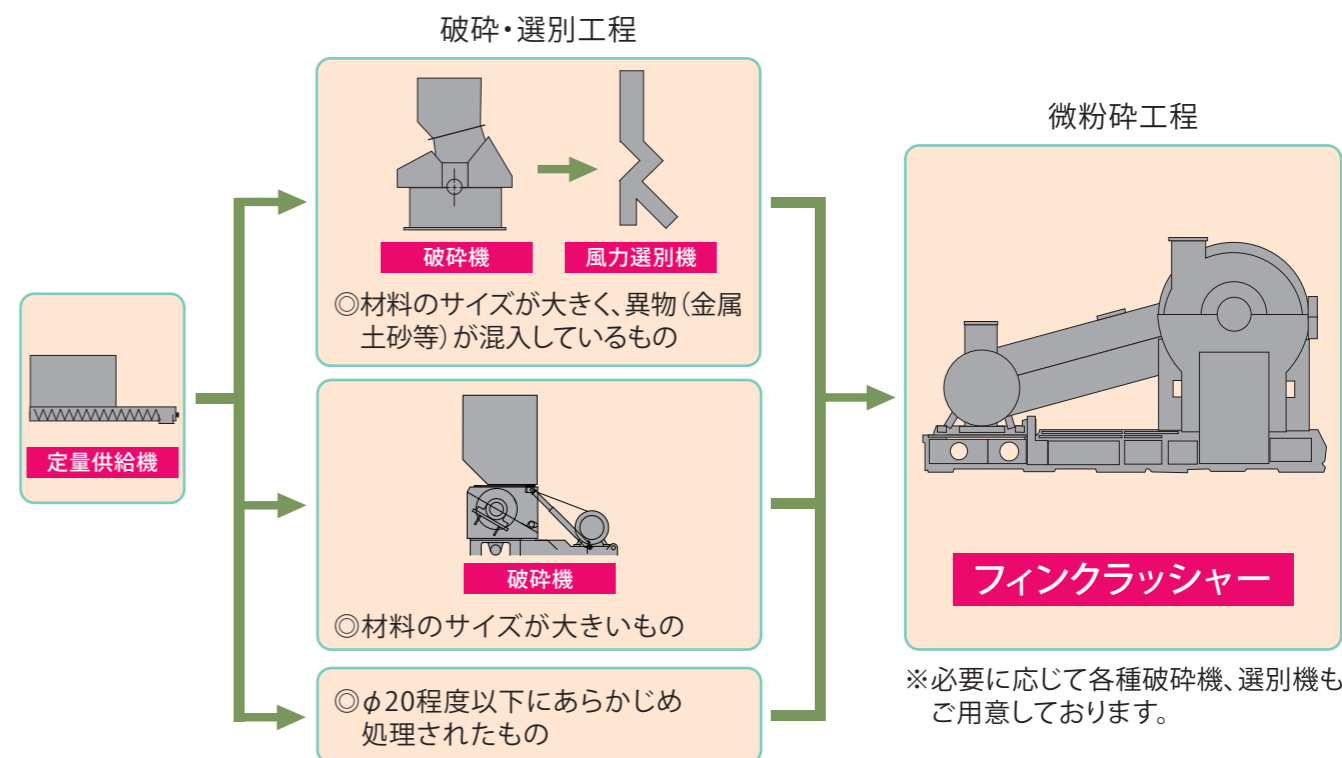 破砕・選別工程
破砕機
風力選別機
◎材料のサイズが大きく、異物(金属
土砂等)が混入しているもの
定量供給機
破砕機
◎材料のサイズが大きいもの
◎φ20程度以下にあらかじめ
処理されたもの
微粉砕工程
フィンクラッシャー
※必要に応じて各種破砕機、選別機も
ご用意しております。